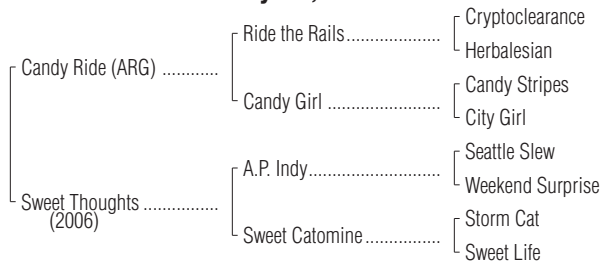 Cryptoclearance
Ride the Rails....................
Herbalesian
Candy Ride (ARG) ............
Candy Stripes
Candy Girl ........................
City Girl
Seattle Slew
A.P. Indy............................
Weekend Surprise
Sweet Thoughts ................
(2006)
Storm Cat
Sweet Catomine................
Sweet Life